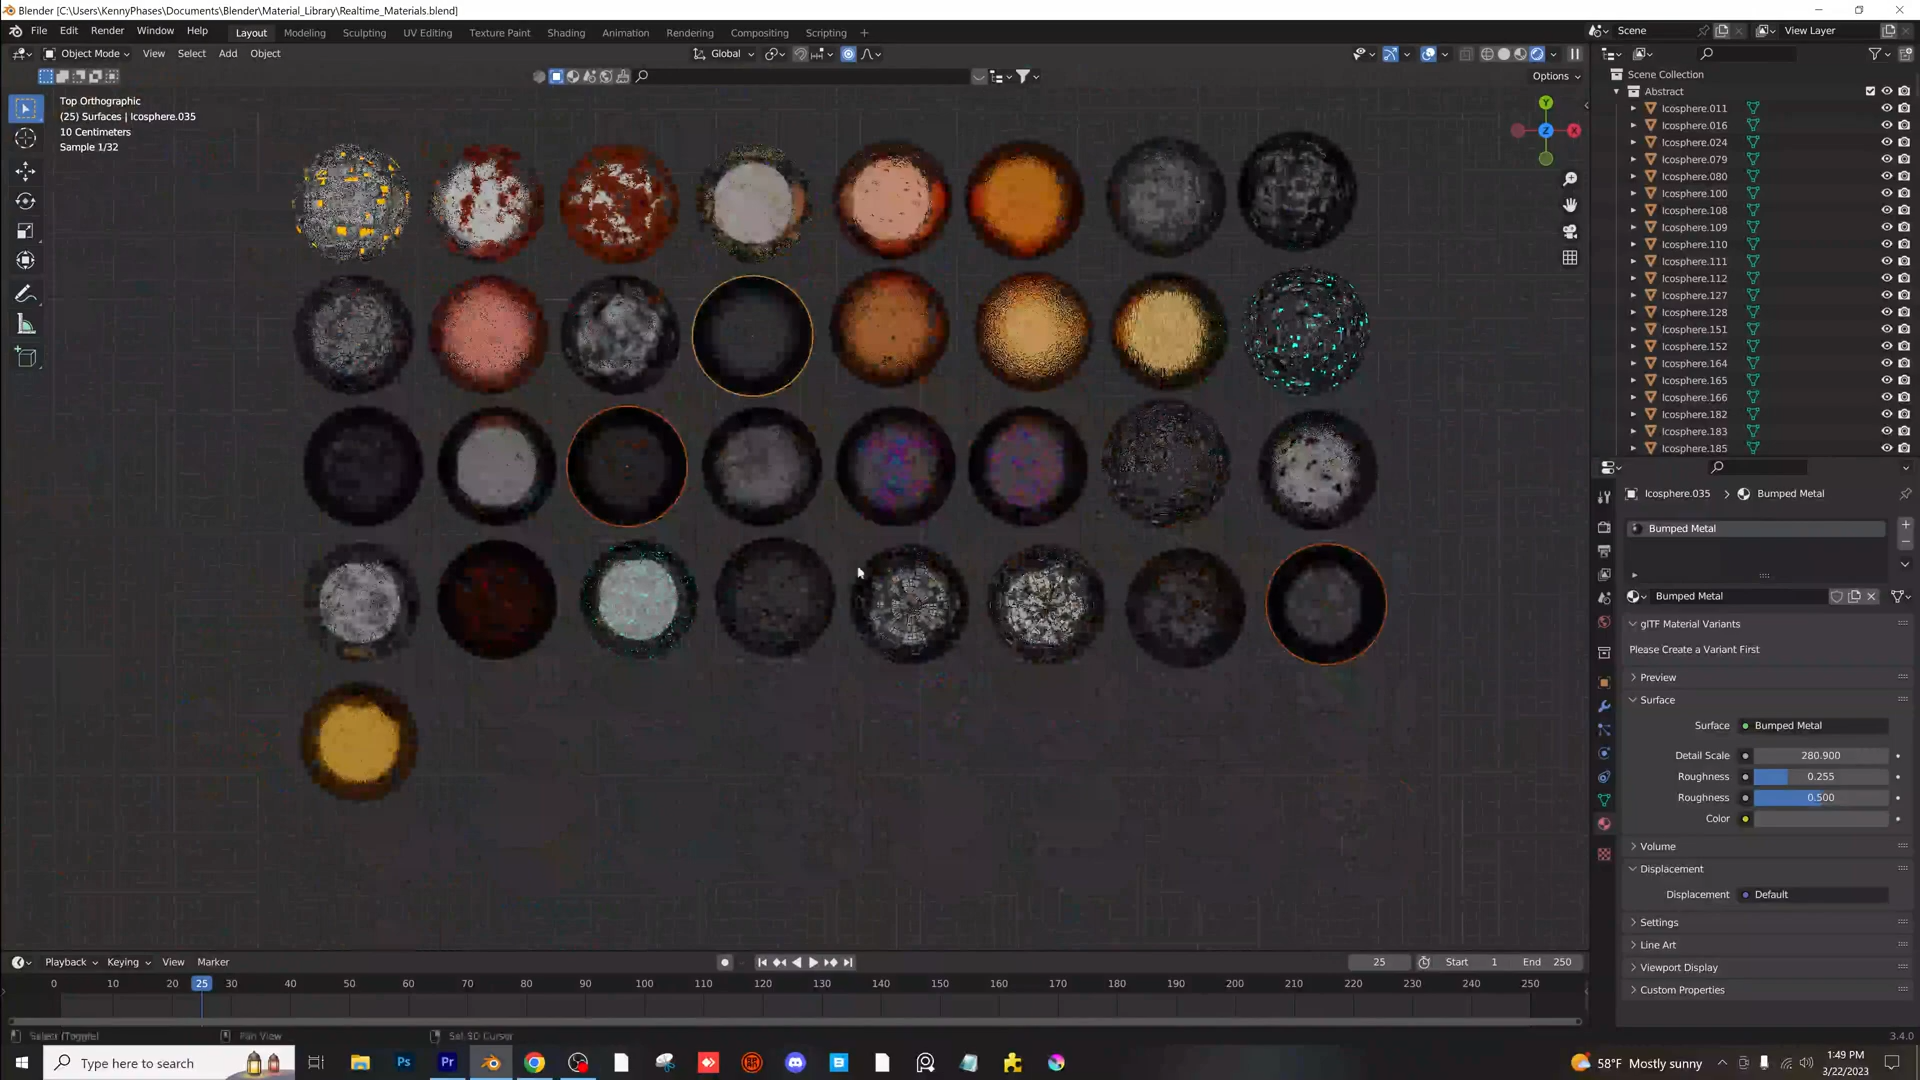 Blender [C:\Users\KennyPhases\Documents\Blender\Material_Library\Realtime_Materials.blend]
File Edit Render Window Help Layout Modeling Sculpting UV Editing Texture Paint Shading Animation Rendering Compositing Scripting + Scene View Layer
Object Mode View Select Add Object Global
Options
Top Orthographic
(25) Surfaces | Icosphere.035
10 Centimeters
Sample 1/32
Y
Z
X
Scene Collection
Abstract
Icosphere.011
Icosphere.016
Icosphere.024
Icosphere.079
Icosphere.080
Icosphere.100
Icosphere.108
Icosphere.109
Icosphere.110
Icosphere.111
Icosphere.112
Icosphere.127
Icosphere.128
Icosphere.151
Icosphere.152
Icosphere.164
Icosphere.165
Icosphere.166
Icosphere.182
Icosphere.183
Icosphere.185
Icosphere.035 > Bumped Metal
Bumped Metal
Bumped Metal
glTF Material Variants
Please Create a Variant First
Preview
Surface
Surface Bumped Metal
Detail Scale 280.900
Roughness 0.255
Roughness 0.500
Color
Volume
Displacement
Displacement Default
Settings
Line Art
Viewport Display
Custom Properties
Playback Keying View Marker 25 Start 1 End 250
0 10 20 25 30 40 50 60 70 80 90 100 110 120 130 140 150 160 170 180 190 200 210 220 230 240 250
Select (Toggle) Pan View Set 3D Cursor 3.4.0
Type here to search Ps Pr 58°F Mostly sunny 1:49 PM
3/22/2023